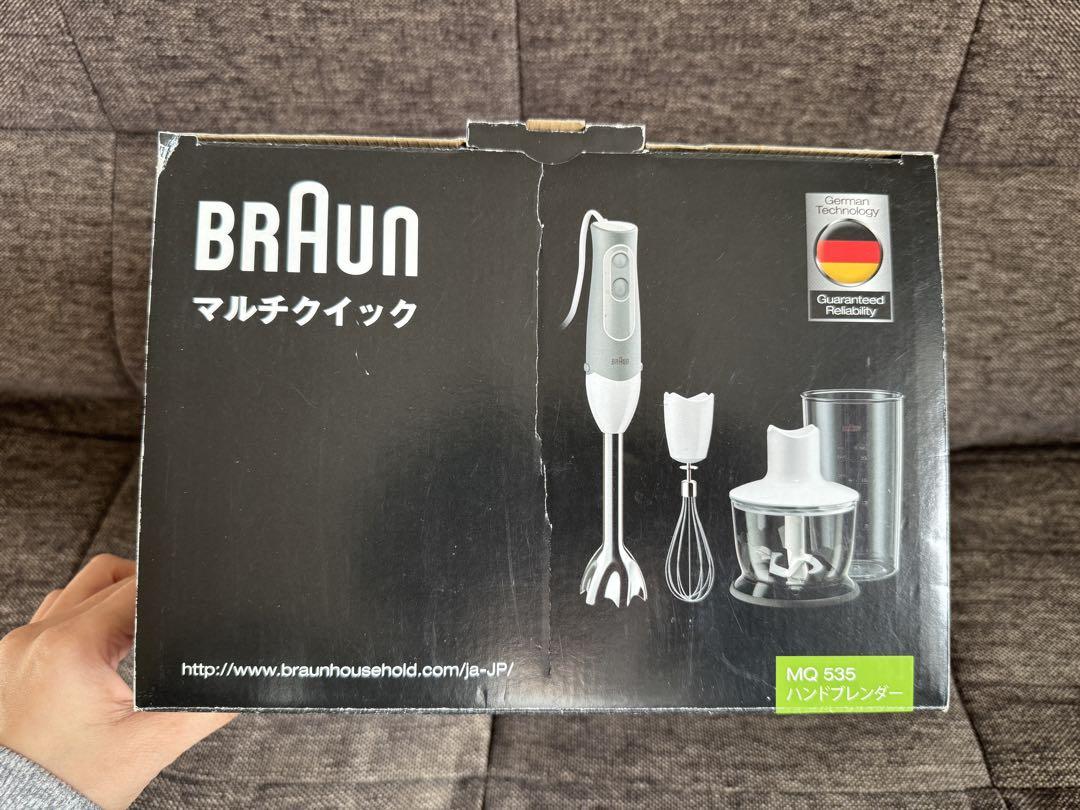 BRAUN
マルチクイック
German
Technology
Guaranteed
Reliability
BRAUN
http://www.braunhousehold.com/ja-JP/
MQ 535
ハンドブレンダー